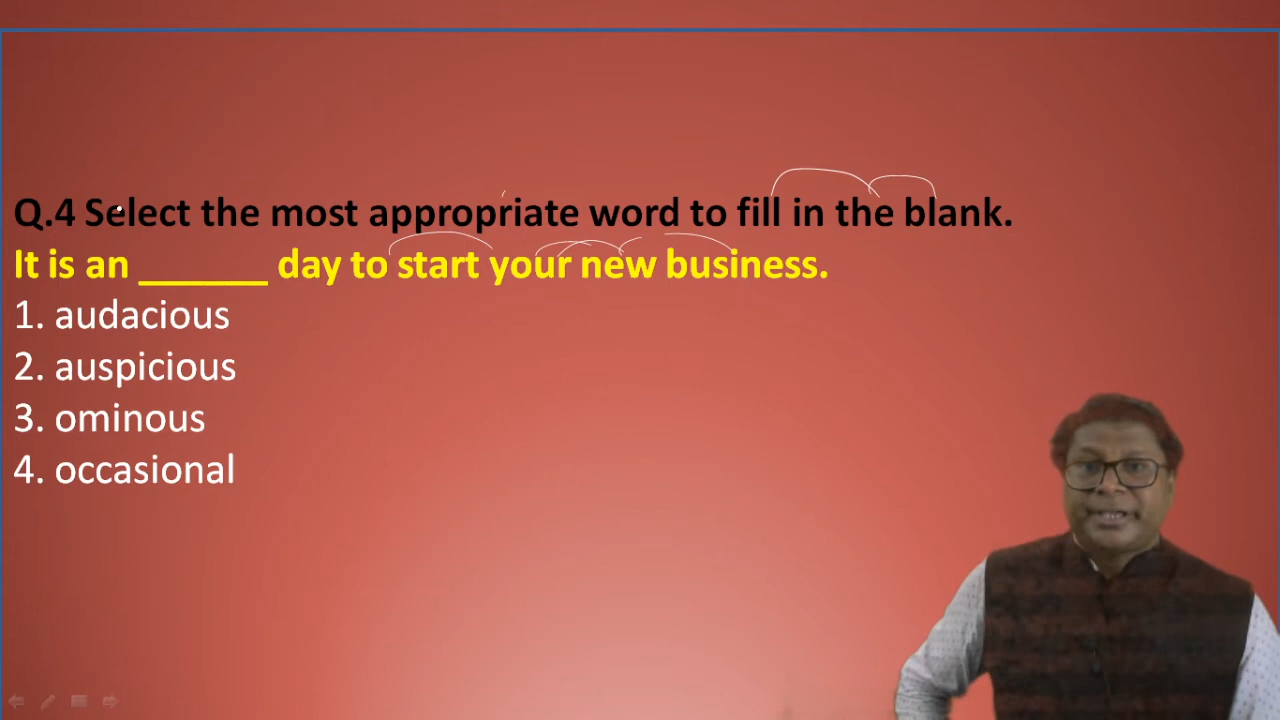 Q.4 Select the most appropriate word to fill in the blank.
It is an ______ day to start your new business.
1. audacious
2. auspicious
3. ominous
4. occasional